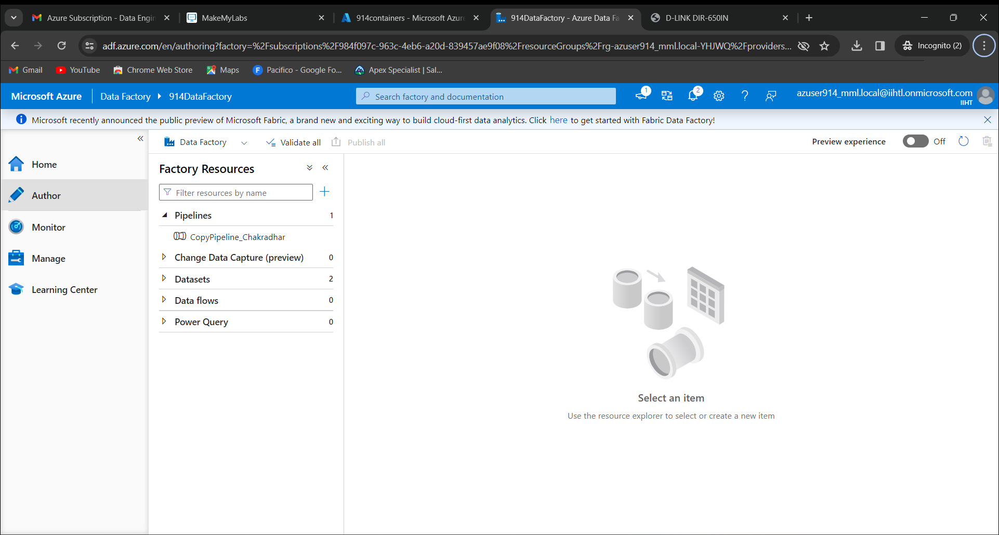 Azure Subscription - Data Engin
MakeMyLabs
914containers - Microsoft Azure
914DataFactory - Azure Data Fa
D-LINK DIR-650IN
adf.azure.com/en/authoring?factory=%2Fsubscriptions%2F984f097c-963c-4eb6-a20d-839457ae9f08%2FresourceGroups%2Frg-azuser914_mml.local-YHJWQ%2Fproviders...
Incognito (2)
Gmail
YouTube
Chrome Web Store
Maps
F
Pacifico - Google Fo...
Apex Specialist | Sal...
Microsoft Azure
Data Factory
914DataFactory
Search factory and documentation
1
2
azuser914_mml.local@iihtl.onmicrosoft.com
IIHT
Microsoft recently announced the public preview of Microsoft Fabric, a brand new and exciting way to build cloud-first data analytics. Click here to get started with Fabric Data Factory!
Data Factory
Validate all
Publish all
Preview experience
Off
Home
Author
Monitor
Manage
Learning Center
Factory Resources
Filter resources by name
Pipelines 1
CopyPipeline_Chakradhar
Change Data Capture (preview) 0
Datasets 2
Data flows 0
Power Query 0
Select an item
Use the resource explorer to select or create a new item